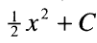 ½x² + C